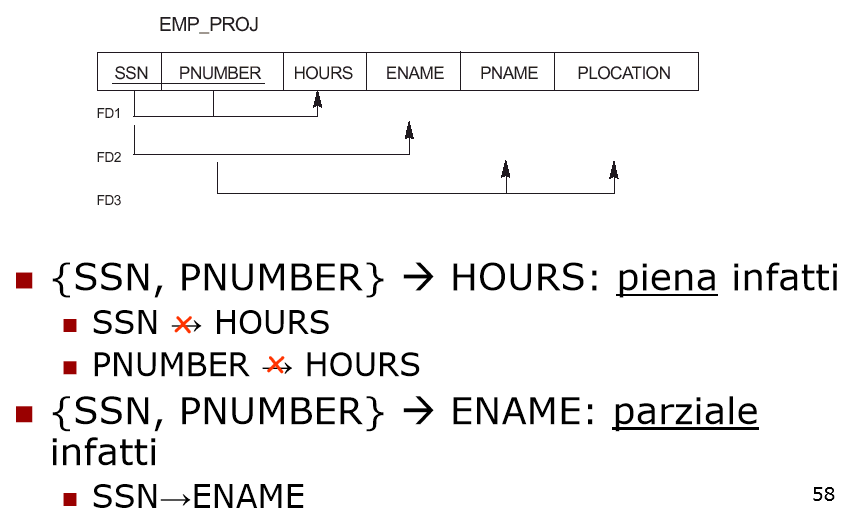 EMP_PROJ
SSN PNUMBER HOURS ENAME PNAME PLOCATION
FD1
FD2
FD3
{SSN, PNUMBER} → HOURS: piena infatti
SSN → HOURS
PNUMBER → HOURS
{SSN, PNUMBER} → ENAME: parziale
infatti
SSN→ENAME
58